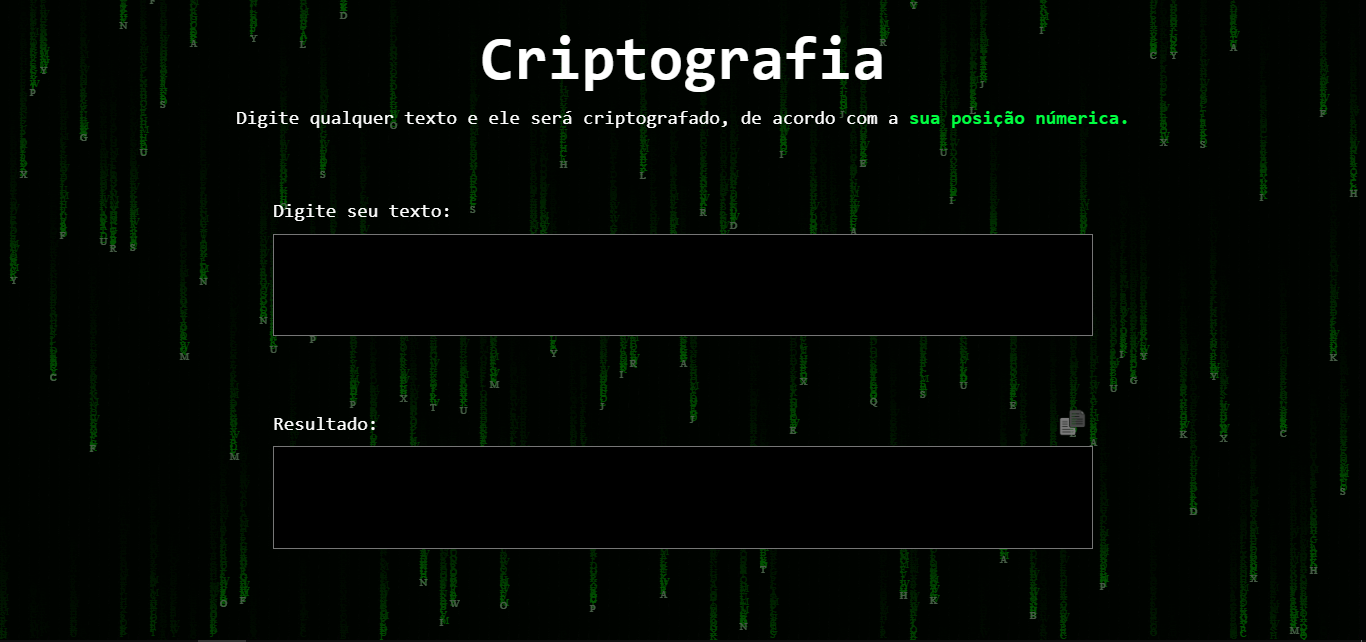 Criptografia
Digite qualquer texto e ele será criptografado, de acordo com a sua posição númerica.
Digite seu texto:
Resultado: